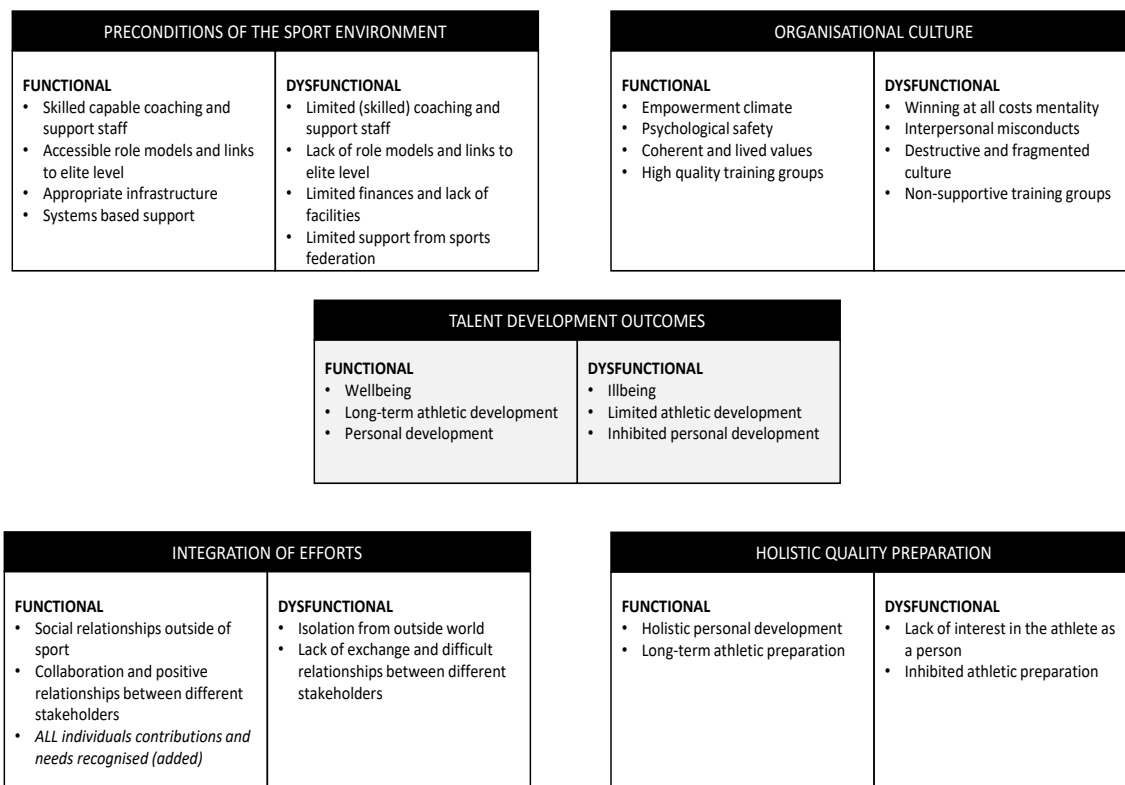 PRECONDITIONS OF THE SPORT ENVIRONMENT
FUNCTIONAL
• Skilled capable coaching and
support staff
• Accessible role models and links
to elite level
• Appropriate infrastructure
• Systems based support
DYSFUNCTIONAL
• Limited (skilled) coaching and
support staff
• Lack of role models and links to
elite level
• Limited finances and lack of
facilities
• Limited support from sports
federation
ORGANISATIONAL CULTURE
FUNCTIONAL
• Empowerment climate
• Psychological safety
• Coherent and lived values
• High quality training groups
DYSFUNCTIONAL
• Winning at all costs mentality
• Interpersonal misconducts
• Destructive and fragmented
culture
• Non-supportive training groups
TALENT DEVELOPMENT OUTCOMES
FUNCTIONAL
• Wellbeing
• Long-term athletic development
• Personal development
DYSFUNCTIONAL
• Illbeing
• Limited athletic development
• Inhibited personal development
INTEGRATION OF EFFORTS
FUNCTIONAL
• Social relationships outside of
sport
• Collaboration and positive
relationships between different
stakeholders
• ALL individuals contributions and
needs recognised (added)
DYSFUNCTIONAL
• Isolation from outside world
• Lack of exchange and difficult
relationships between different
stakeholders
HOLISTIC QUALITY PREPARATION
FUNCTIONAL
• Holistic personal development
• Long-term athletic preparation
DYSFUNCTIONAL
• Lack of interest in the athlete as
a person
• Inhibited athletic preparation